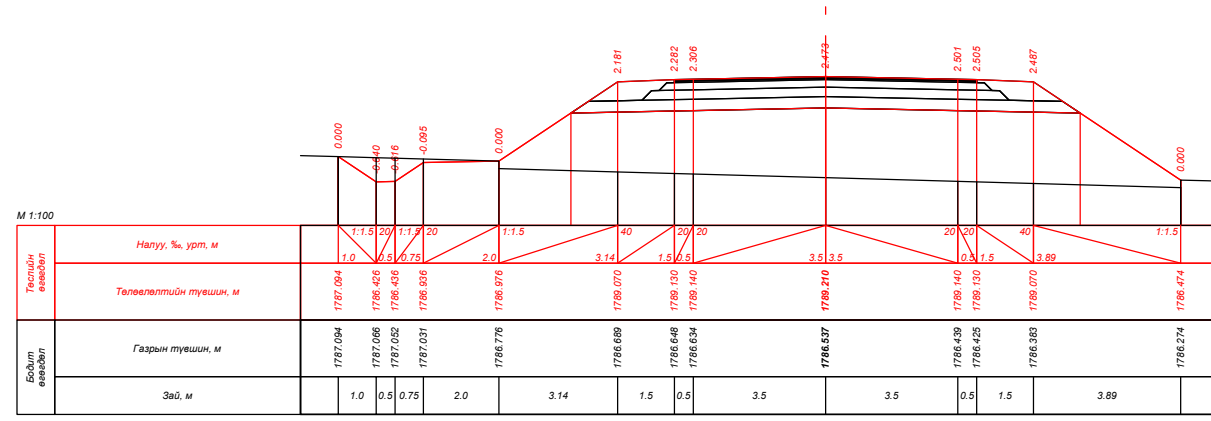 0.000 -0.640 -0.616 -0.095 0.000 2.181 2.282 2.306 2.473 2.501 2.505 2.487 0.000
М 1:100
Төслийн өгөгдөл
Налуу, ‰, урт, м
1:1.5 20 1:1.5 20 1:1.5 40 20 20 20 20 40 1:1.5
1.0 0.5 0.75 2.0 3.14 1.5 0.5 3.5 3.5 0.5 1.5 3.89
Төлөвлөлтийн түвшин, м
1787.094 1786.426 1786.436 1786.936 1786.976 1789.070 1789.130 1789.140 1789.210 1789.140 1789.130 1789.070 1786.474
Бодит өгөгдөл
Газрын түвшин, м
1787.094 1787.066 1787.052 1787.031 1786.776 1786.689 1786.648 1786.634 1786.537 1786.439 1786.425 1786.383 1786.274
Зай, м
1.0 0.5 0.75 2.0 3.14 1.5 0.5 3.5 3.5 0.5 1.5 3.89